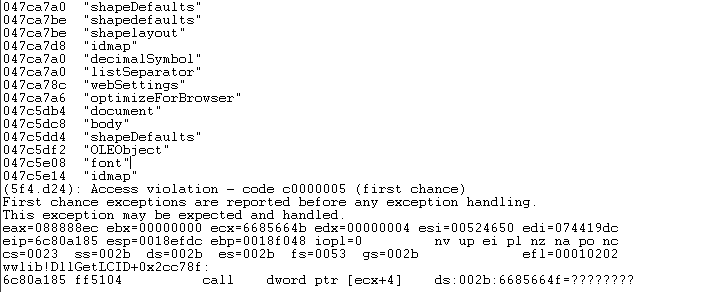 047ca7a0  "shapeDefaults"
047ca7be  "shapedefaults"
047ca7be  "shapelayout"
047ca7d8  "idmap"
047ca7a0  "decimalSymbol"
047ca7a0  "listSeparator"
047ca78c  "webSettings"
047ca7a6  "optimizeForBrowser"
047c5db4  "document"
047c5dc8  "body"
047c5dd4  "shapeDefaults"
047c5df2  "OLEObject"
047c5e08  "font"
047c5e14  "idmap"
(5f4.d24): Access violation - code c0000005 (first chance)
First chance exceptions are reported before any exception handling.
This exception may be expected and handled.
eax=088888ec ebx=00000000 ecx=6685664b edx=00000004 esi=00524650 edi=074419dc
eip=6c80a185 esp=0018efdc ebp=0018f048 iopl=0         nv up ei pl nz na po nc
cs=0023  ss=002b  ds=002b  es=002b  fs=0053  gs=002b             efl=00010202
wwlib!DllGetLCID+0x2cc78f:
6c80a185 ff5104          call    dword ptr [ecx+4]    ds:002b:6685664f=????????